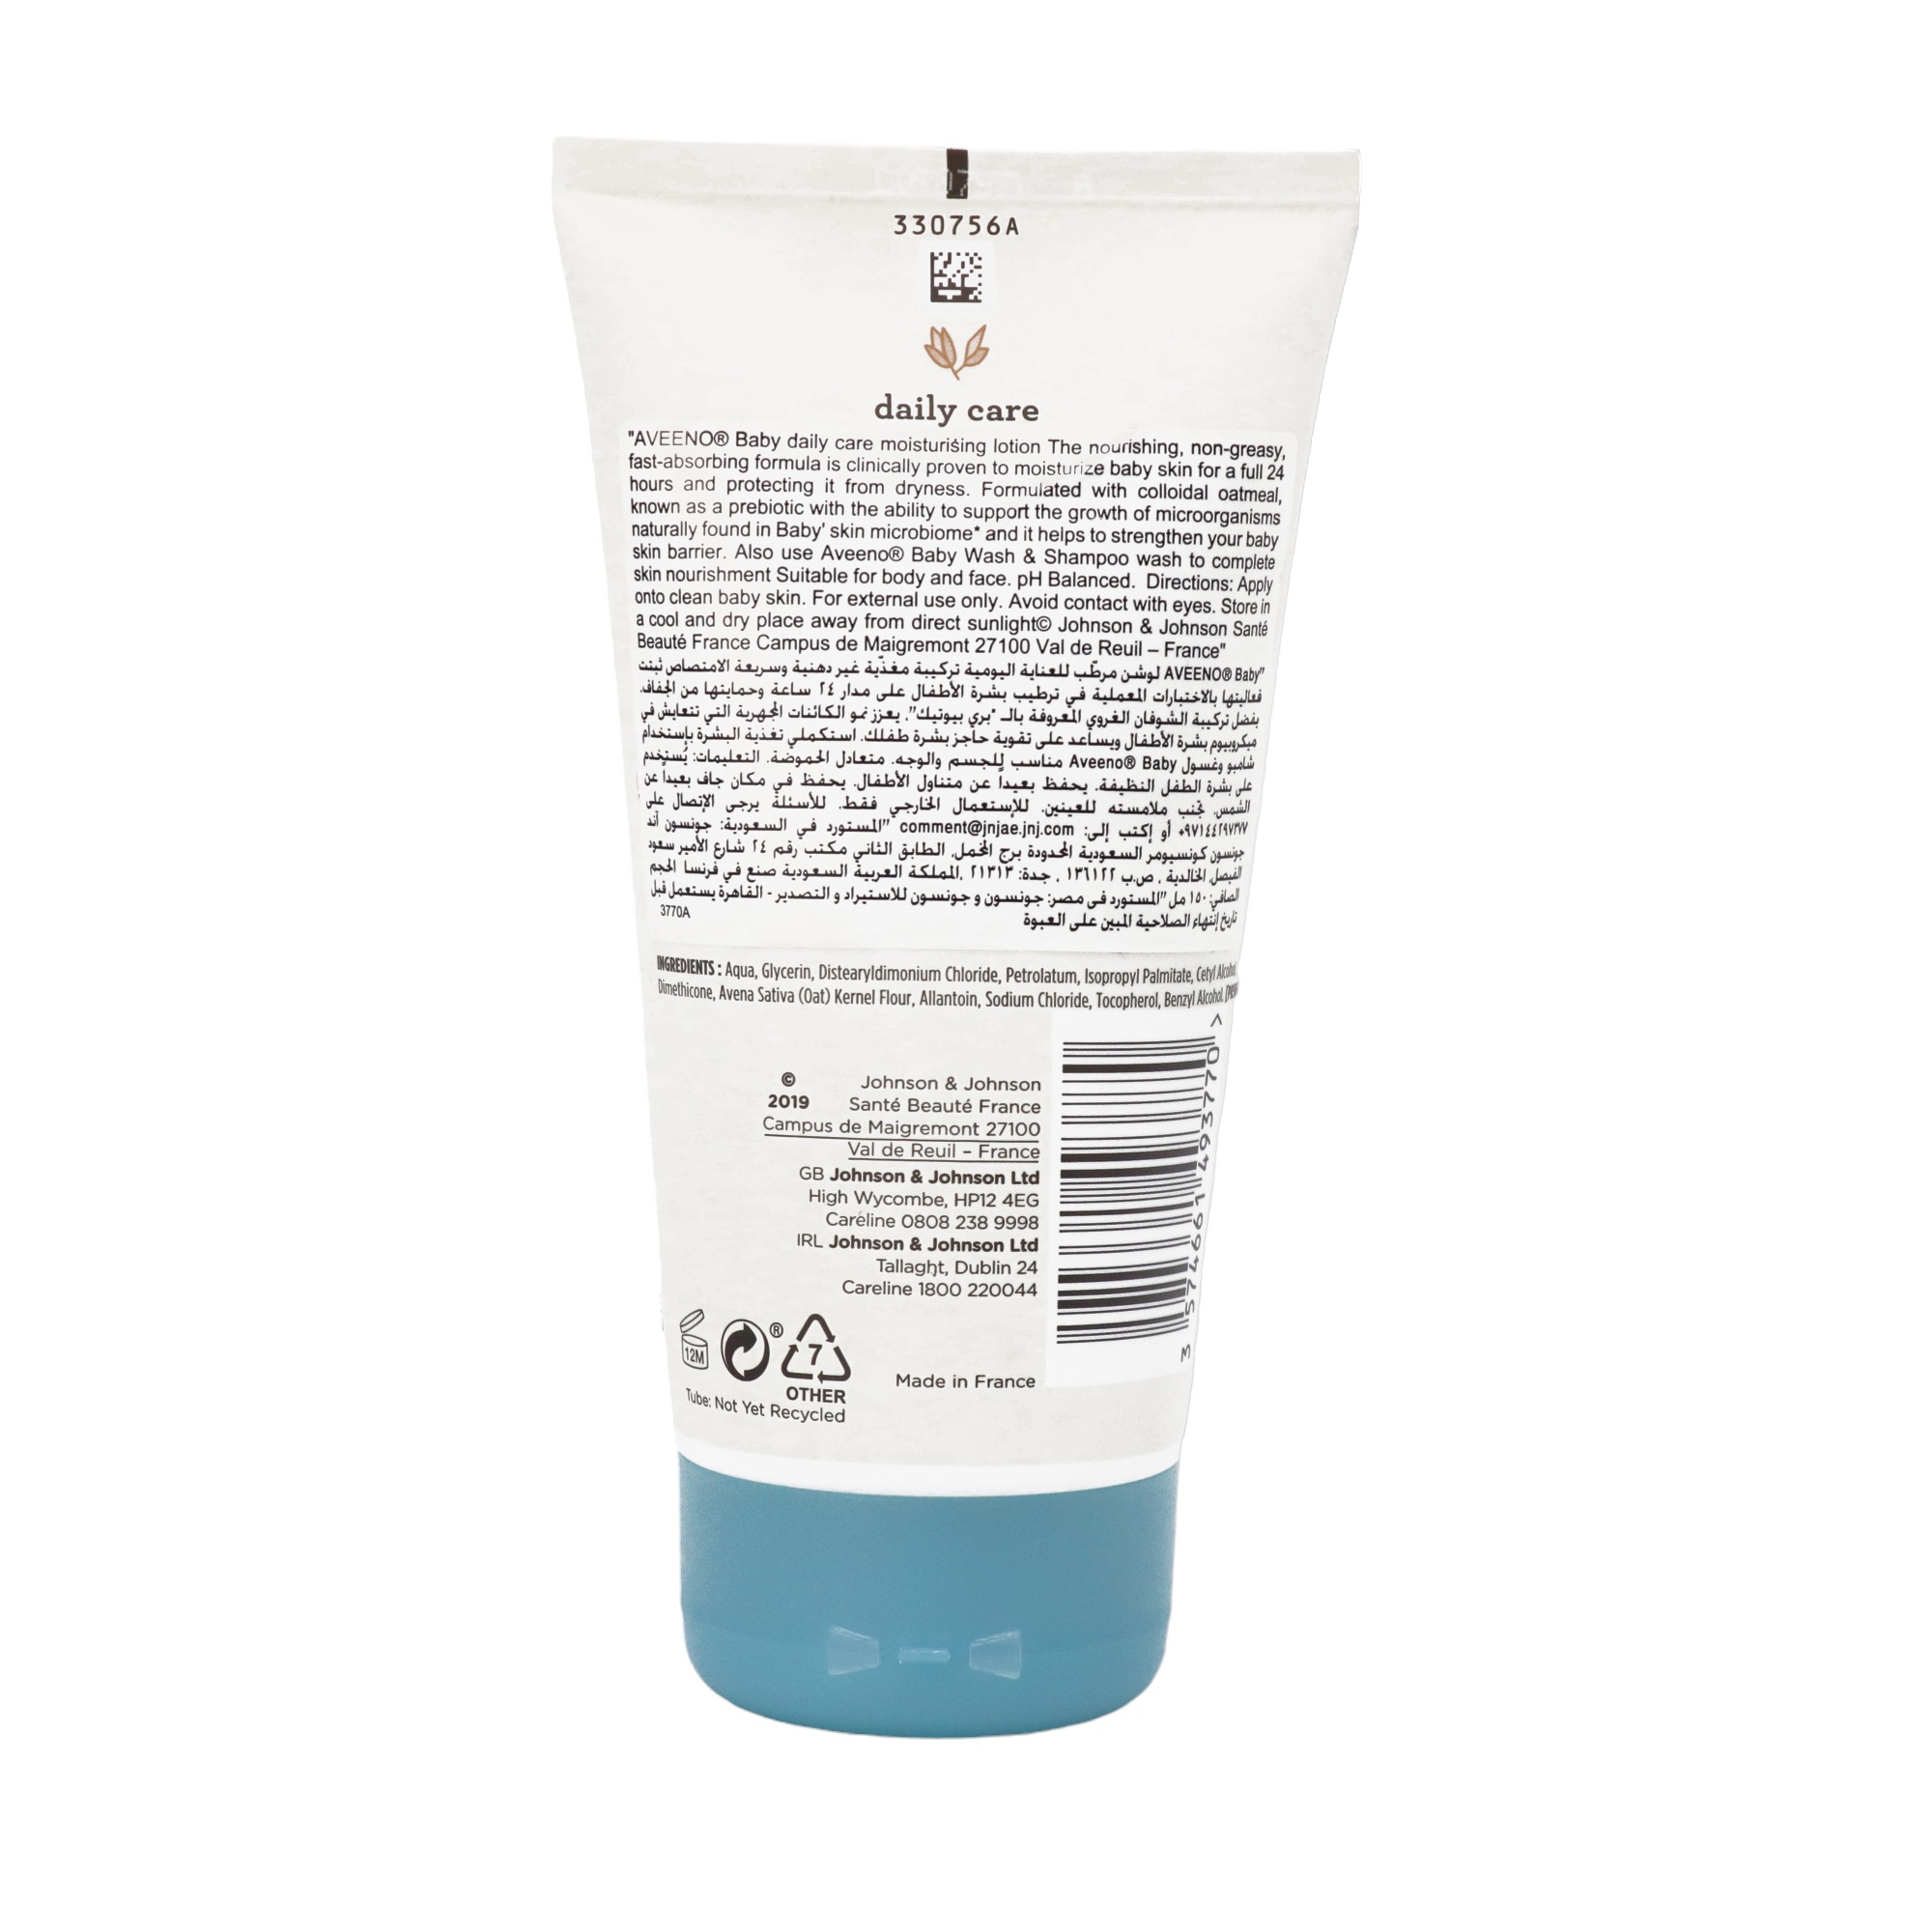 330756A
daily care
"AVEENO® Baby daily care moisturising lotion The nourishing, non-greasy,
fast-absorbing formula is clinically proven to moisturize baby skin for a full 24
hours and protecting it from dryness. Formulated with colloidal oatmeal,
known as a prebiotic with the ability to support the growth of microorganisms
naturally found in Baby' skin microbiome* and it helps to strengthen your baby
skin barrier. Also use Aveeno® Baby Wash & Shampoo wash to complete
skin nourishment Suitable for body and face. pH Balanced. Directions: Apply
onto clean baby skin. For external use only. Avoid contact with eyes. Store in
a cool and dry place away from direct sunlight© Johnson & Johnson Santé
Beauté France Campus de Maigremont 27100 Val de Reuil – France"
"AVEENO® Baby لوشن مرطّب للعناية اليومية تركيبة مغذّية غير دهنية وسريعة الامتصاص ثبتت
فعاليتها بالاختبارات المعملية في ترطيب بشرة الأطفال على مدار ٢٤ ساعة وحمايتها من الجفاف.
بفضل تركيبة الشوفان الغروي المعروفة بالـ "بري بيوتيك"، يعزز نمو الكائنات المجهرية التي تتعايش في
ميكروبيوم بشرة الأطفال ويساعد على تقوية حاجز بشرة طفلك. استكملي تغذية البشرة بإستخدام
شامبو وغسول Aveeno® Baby مناسب للجسم والوجه. متعادل الحموضة. التعليمات: يُستخدم
على بشرة الطفل النظيفة. يحفظ بعيداً عن متناول الأطفال. يحفظ في مكان جاف بعيداً عن
الشمس. تجنب ملامسته للعينين. للإستعمال الخارجي فقط. للأسئلة يرجى الإتصال على
+٩٧١٤٤٢٩٧٣٧٧ أو إكتب إلى: comment@jnjae.jnj.com "المستورد في السعودية: جونسون أند
جونسون كونسيومر السعودية المحدودة برج المخمل، الطابق الثاني مكتب رقم ٢٤ شارع الأمير سعود
الفيصل، الخالدية , ص.ب ١٣٦١٢٢ , جدة: ٢١٣١٣ ,المملكة العربية السعودية صنع في فرنسا الحجم
الصافي: ١٥٠ مل "المستورد فى مصر: جونسون و جونسون للاستيراد و التصدير - القاهرة يستعمل قبل
تاريخ إنتهاء الصلاحية المبين على العبوة
3770A
INGREDIENTS : Aqua, Glycerin, Distearyldimonium Chloride, Petrolatum, Isopropyl Palmitate, Cetyl Alcohol,
Dimethicone, Avena Sativa (Oat) Kernel Flour, Allantoin, Sodium Chloride, Tocopherol, Benzyl Alcohol.
© Johnson & Johnson
2019 Santé Beauté France
Campus de Maigremont 27100
Val de Reuil – France
GB Johnson & Johnson Ltd
High Wycombe, HP12 4EG
Careline 0808 238 9998
IRL Johnson & Johnson Ltd
Tallaght, Dublin 24
Careline 1800 220044
3 574661 493770 >
12M
®
7
OTHER
Tube: Not Yet Recycled
Made in France